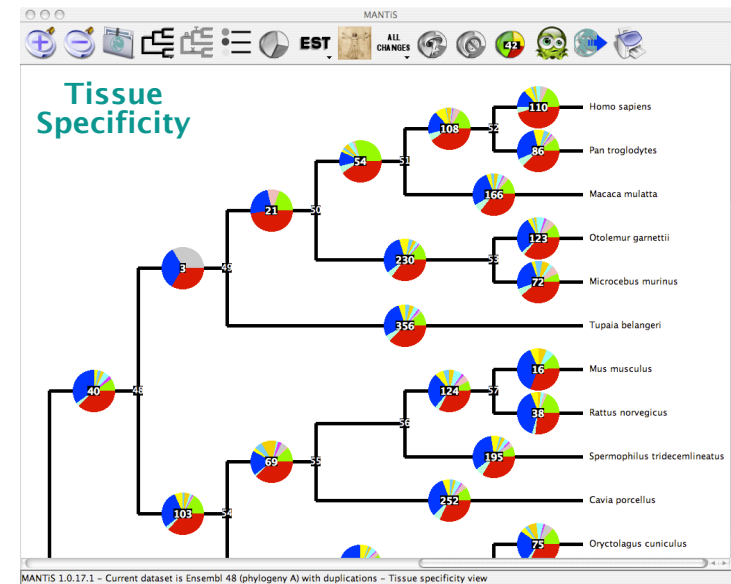 MANTiS
EST
ALL
CHANGES
42
Tissue
Specificity
110
Homo sapiens
108
52
86
Pan troglodytes
54
51
166
Macaca mulatta
21
50
123
Otolemur garnettii
230
53
3
49
72
Microcebus murinus
356
Tupaia belangeri
16
Mus musculus
40
48
124
57
38
Rattus norvegicus
56
195
Spermophilus tridecemlineatus
69
55
252
Cavia porcellus
103
54
75
Oryctolagus cuniculus
MANTiS 1.0.17.1 - Current dataset is Ensembl 48 (phylogeny A) with duplications - Tissue specificity view